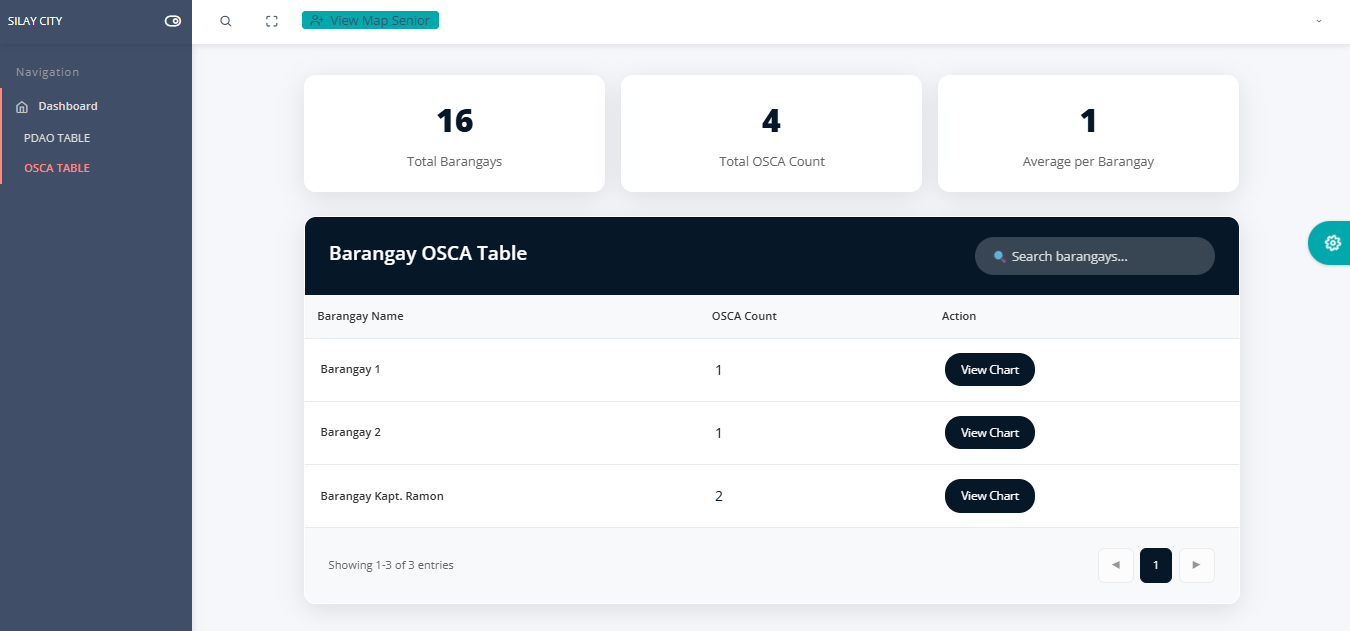 SILAY CITY
View Map Senior
Navigation
Dashboard
PDAO TABLE
OSCA TABLE
16
Total Barangays
4
Total OSCA Count
1
Average per Barangay
Barangay OSCA Table
Search barangays...
Barangay Name OSCA Count Action
Barangay 1 1 View Chart
Barangay 2 1 View Chart
Barangay Kapt. Ramon 2 View Chart
Showing 1-3 of 3 entries
◄ 1 ►